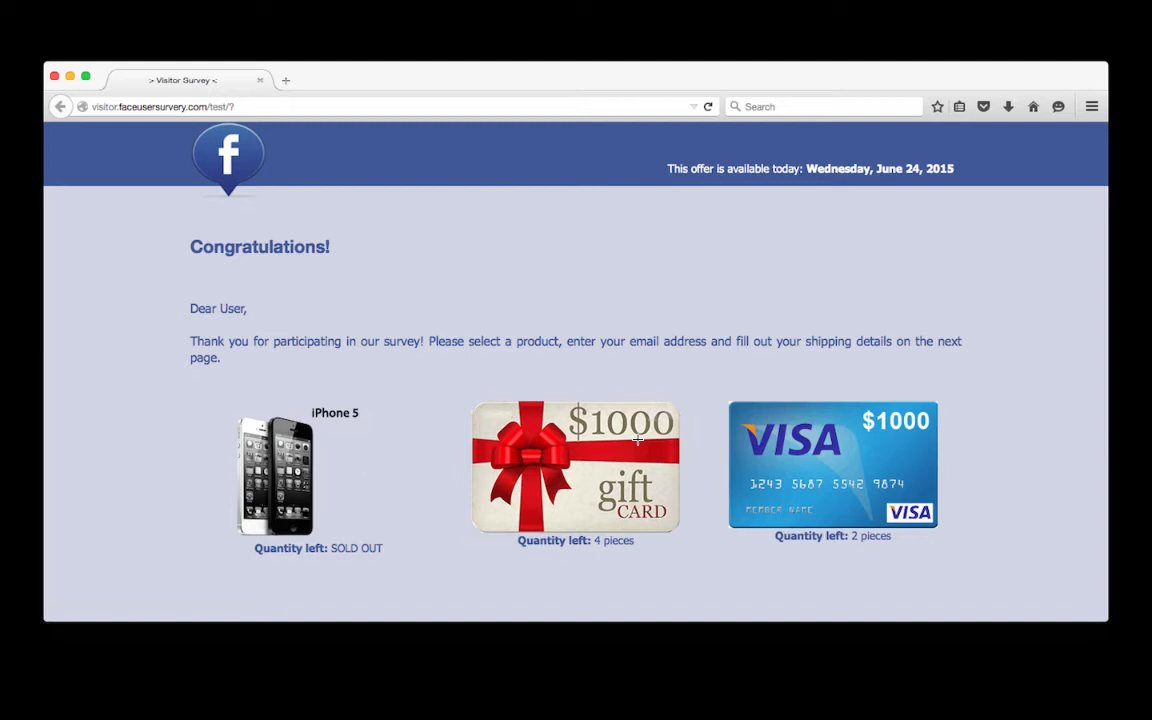 > Visitor Survey <
visitor.faceusersurvery.com/test/?
Search
f
This offer is available today: Wednesday, June 24, 2015
Congratulations!
Dear User,
Thank you for participating in our survey! Please select a product, enter your email address and fill out your shipping details on the next
page.
iPhone 5
Quantity left: SOLD OUT
$1000
gift
CARD
Quantity left: 4 pieces
$1000
VISA
1243 5687 5542 9874
MEMBER NAME
VISA
Quantity left: 2 pieces